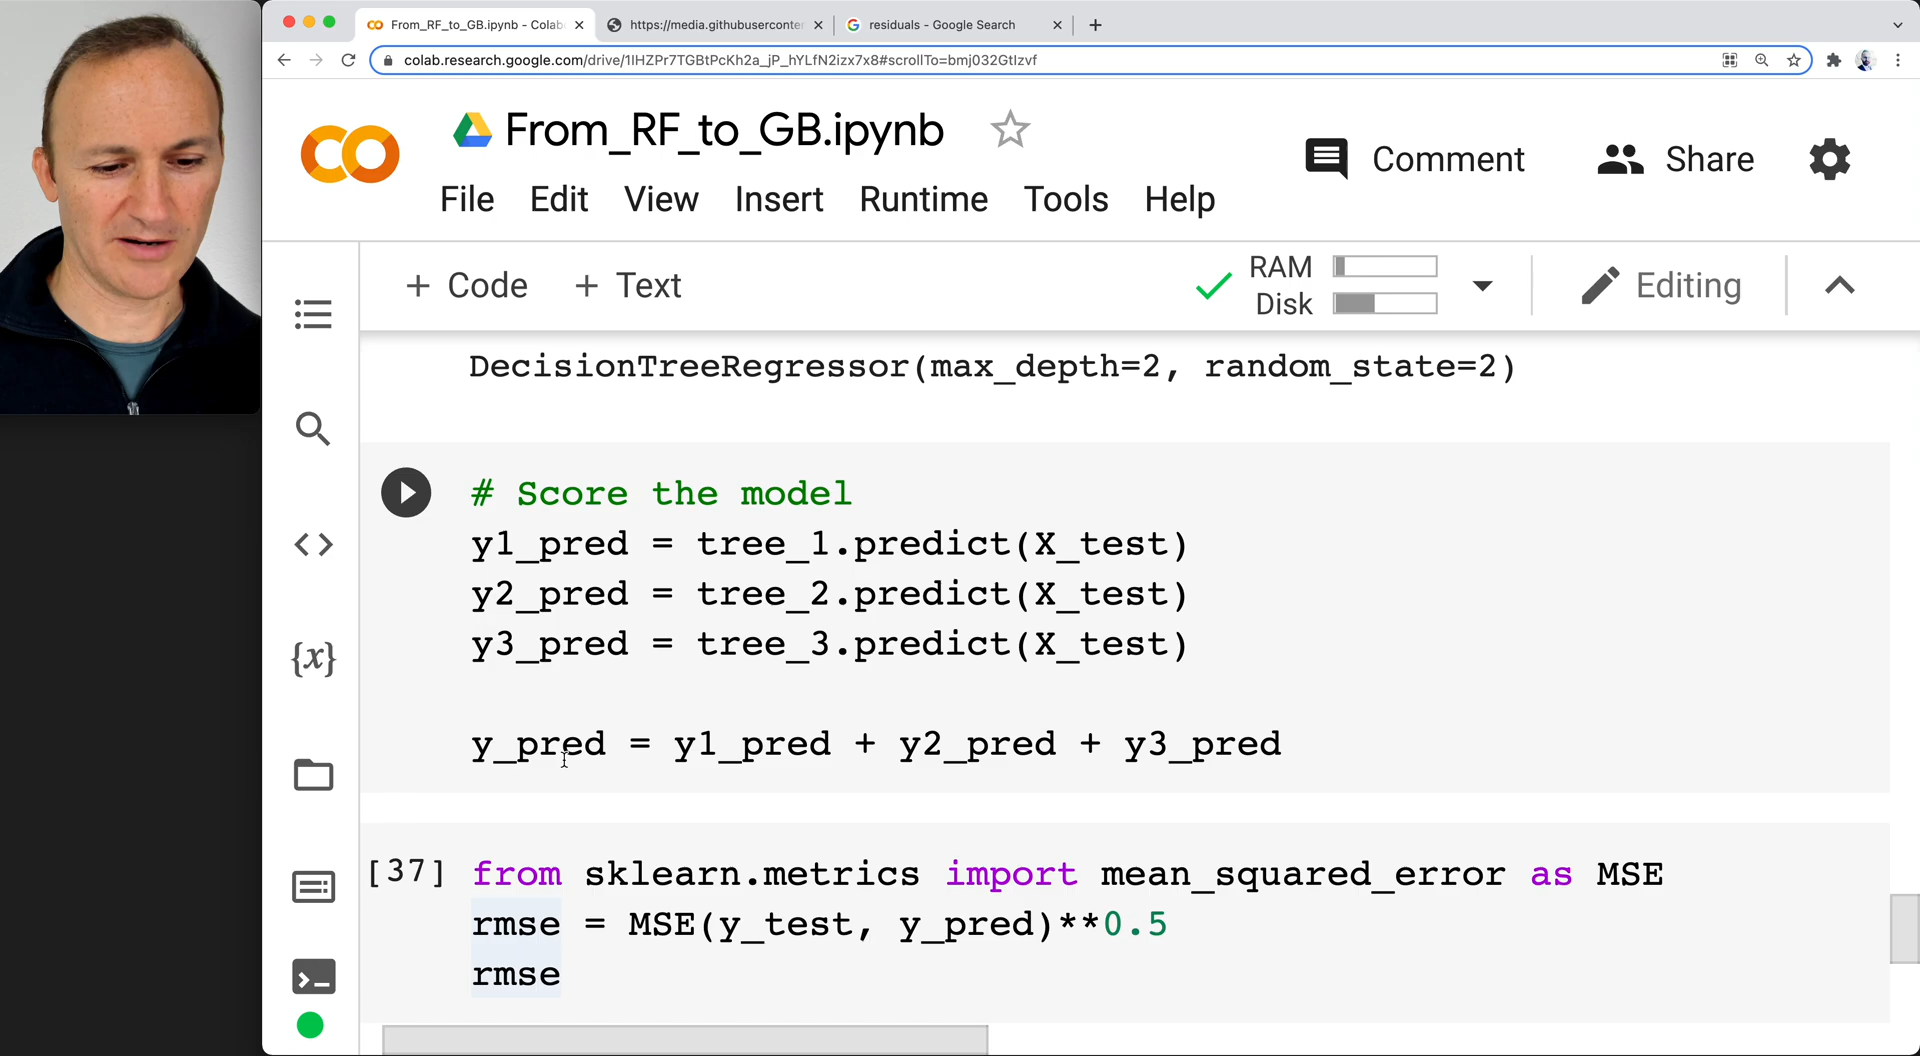 From_RF_to_GB.ipynb - Colab
https://media.githubusercontent
residuals - Google Search
colab.research.google.com/drive/1IHZPr7TGBtPcKh2a_jP_hYLfN2izx7x8#scrollTo=bmj032GtIzvf
From_RF_to_GB.ipynb
Comment
Share
File Edit View Insert Runtime Tools Help
+ Code + Text
RAM
Disk
Editing
DecisionTreeRegressor(max_depth=2, random_state=2)
# Score the model
y1_pred = tree_1.predict(X_test)
y2_pred = tree_2.predict(X_test)
y3_pred = tree_3.predict(X_test)
y_pred = y1_pred + y2_pred + y3_pred
[37] from sklearn.metrics import mean_squared_error as MSE
rmse = MSE(y_test, y_pred)**0.5
rmse